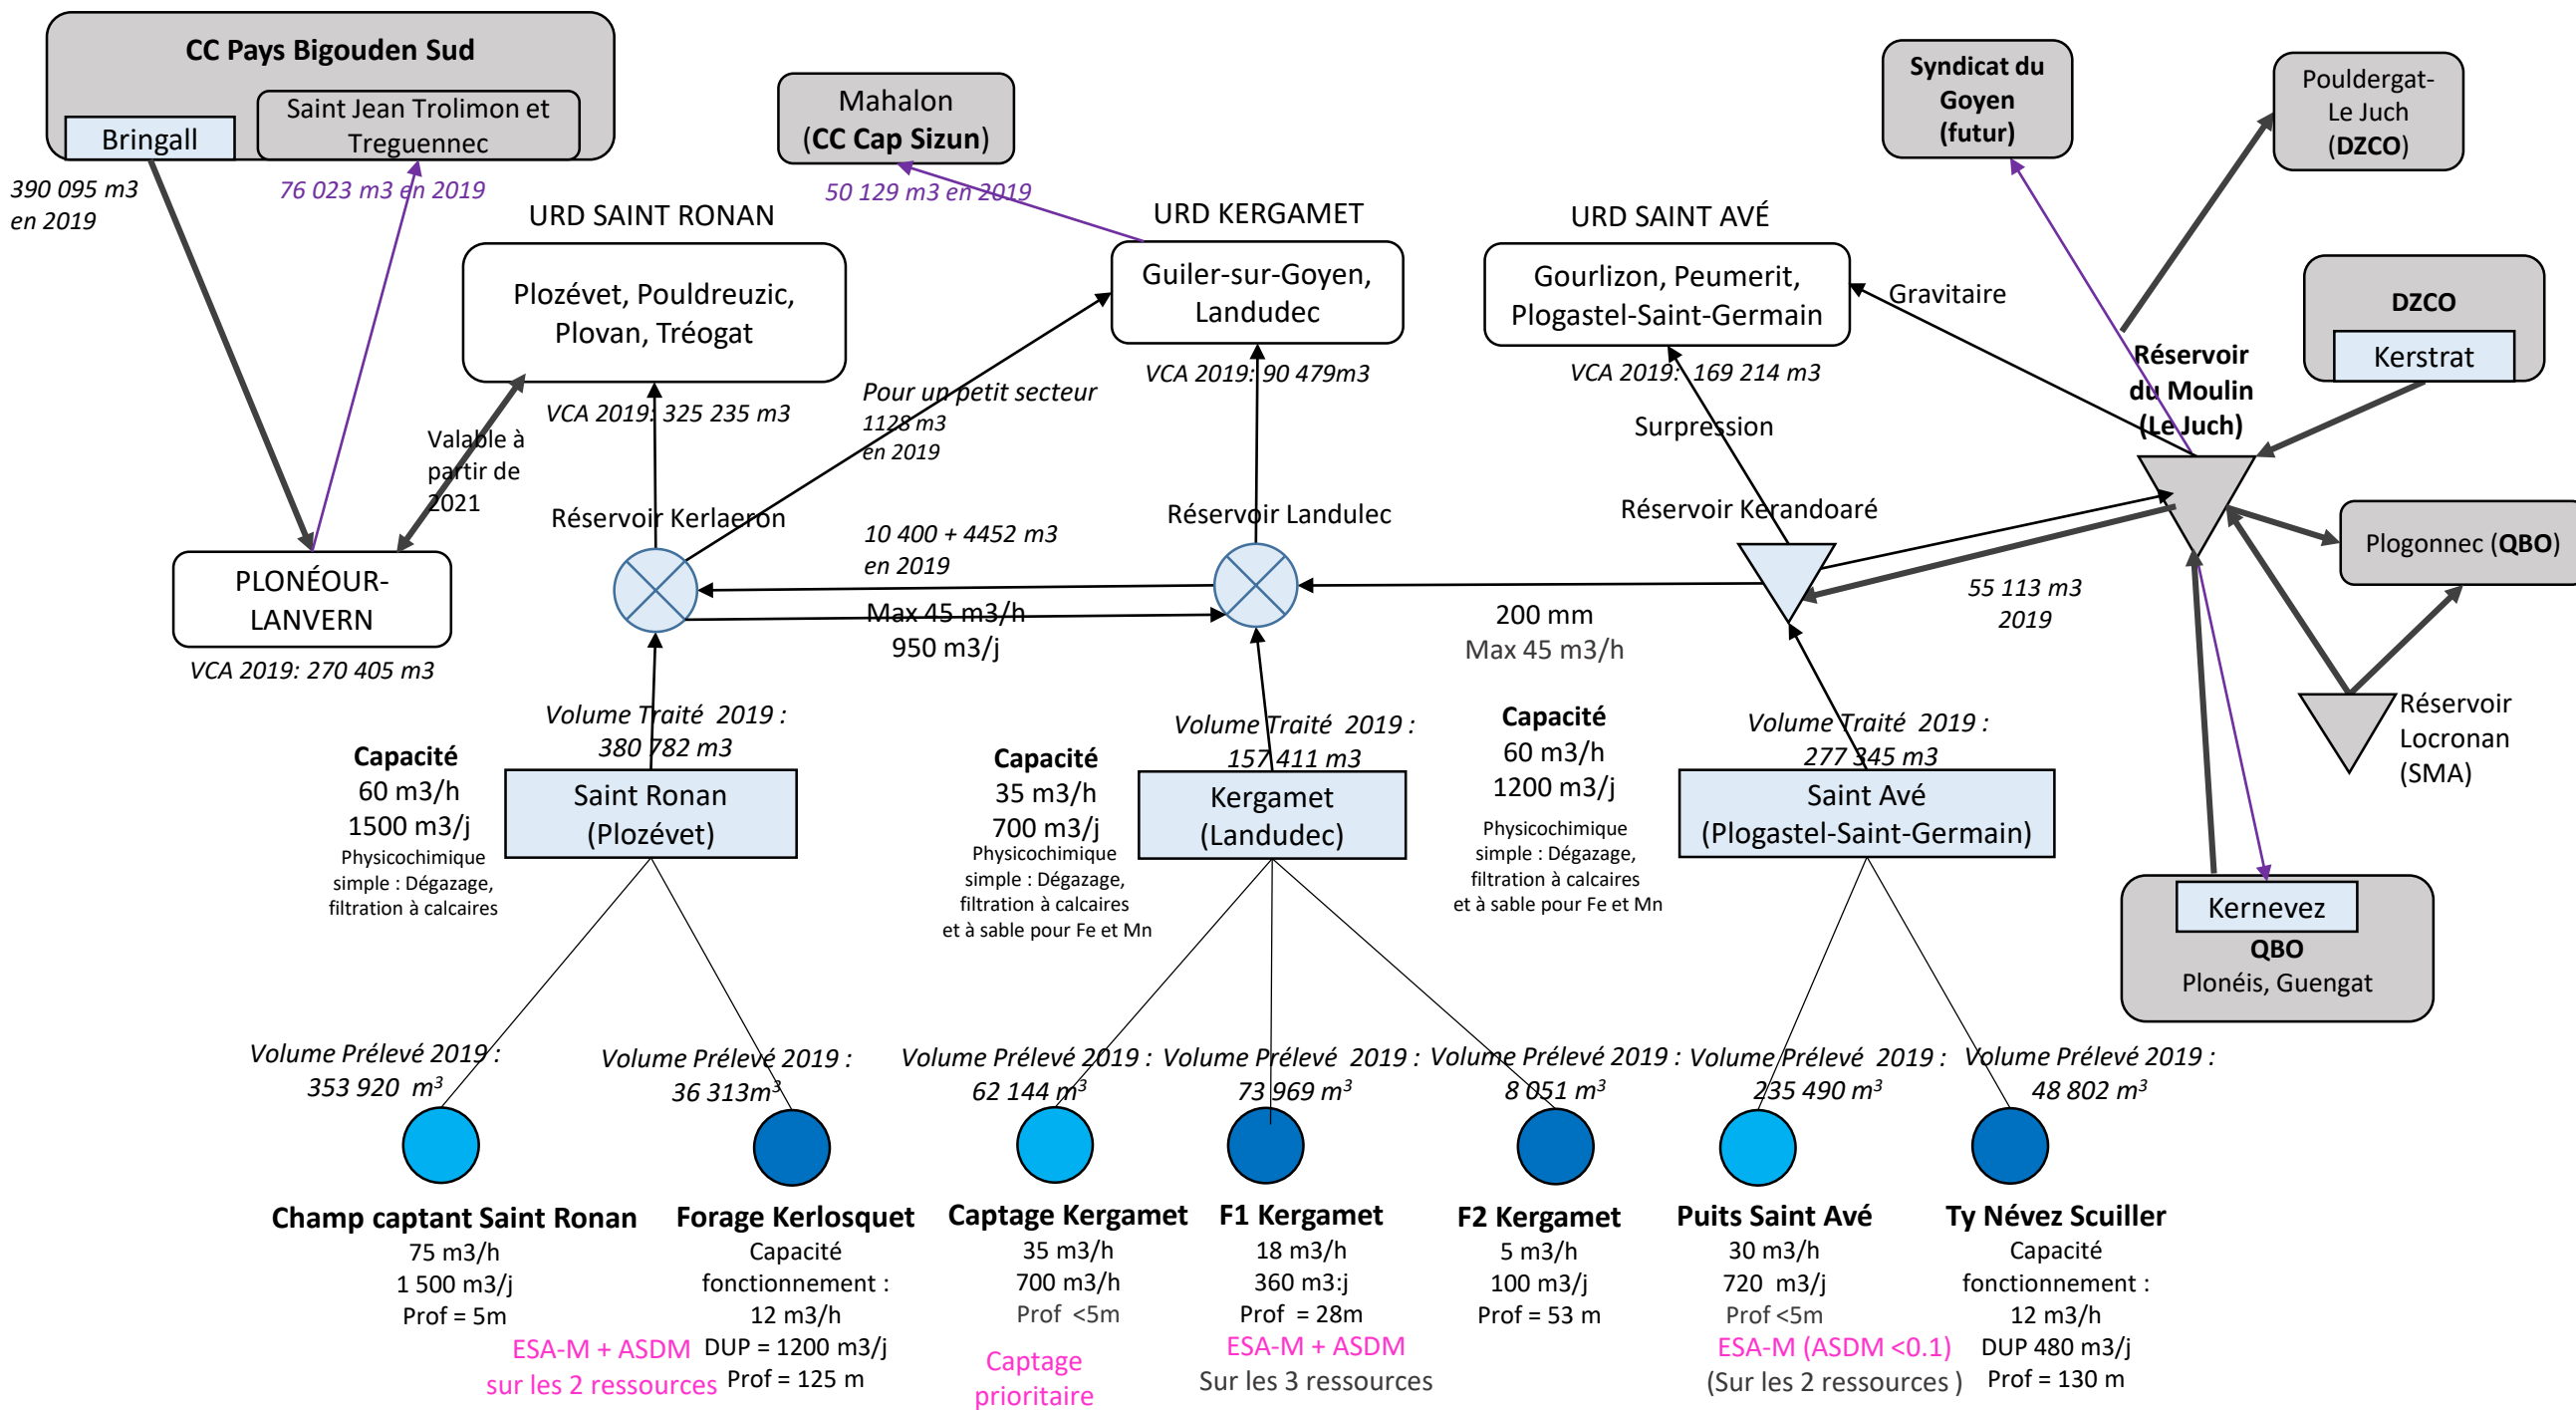 CC Pays Bigouden Sud
Bringall
Saint Jean Trolimon et
Treguennec
390 095 m3
en 2019
76 023 m3 en 2019
Mahalon
(CC Cap Sizun)
50 129 m3 en 2019
Syndicat du
Goyen
(futur)
Pouldergat-
Le Juch
(DZCO)
URD SAINT RONAN
Plozévet, Pouldreuzic,
Plovan, Tréogat
VCA 2019: 325 235 m3
URD KERGAMET
Guiler-sur-Goyen,
Landudec
VCA 2019: 90 479m3
URD SAINT AVÉ
Gourlizon, Peumerit,
Plogastel-Saint-Germain
VCA 2019:  169 214 m3
Gravitaire
DZCO
Kerstrat
Réservoir
du Moulin
(Le Juch)
Pour un petit secteur
1128 m3
en 2019
Valable à
partir de
2021
Surpression
Réservoir Kerlaeron
10 400 + 4452 m3
en 2019
Réservoir Landulec
Réservoir Kerandoaré
Plogonnec (QBO)
PLONÉOUR-
LANVERN
VCA 2019: 270 405 m3
Max 45 m3/h
950 m3/j
200 mm
Max 45 m3/h
55 113 m3
2019
Réservoir
Locronan
(SMA)
Volume Traité  2019 :
380 782 m3
Capacité
60 m3/h
1500 m3/j
Physicochimique
simple : Dégazage,
filtration à calcaires
Saint Ronan
(Plozévet)
Volume Traité  2019 :
157 411 m3
Capacité
35 m3/h
700 m3/j
Physicochimique
simple : Dégazage,
filtration à calcaires
et à sable pour Fe et Mn
Kergamet
(Landudec)
Capacité
60 m3/h
1200 m3/j
Physicochimique
simple : Dégazage,
filtration à calcaires
et à sable pour Fe et Mn
Volume Traité  2019 :
277 345 m3
Saint Avé
(Plogastel-Saint-Germain)
Kernevez
QBO
Plonéis, Guengat
Volume Prélevé 2019 :
353 920  m³
Volume Prélevé 2019 :
36 313m³
Volume Prélevé 2019 :
62 144 m³
Volume Prélevé  2019 :
73 969 m³
Volume Prélevé 2019 :
8 051 m³
Volume Prélevé  2019 :
235 490 m³
Volume Prélevé  2019 :
48 802 m³
Champ captant Saint Ronan
75 m3/h
1 500 m3/j
Prof = 5m
ESA-M + ASDM
sur les 2 ressources
Forage Kerlosquet
Capacité
fonctionnement :
12 m3/h
DUP = 1200 m3/j
Prof = 125 m
Captage Kergamet
35 m3/h
700 m3/h
Prof  <5m
Captage
prioritaire
F1 Kergamet
18 m3/h
360 m3:j
Prof  = 28m
ESA-M + ASDM
Sur les 3 ressources
F2 Kergamet
5 m3/h
100 m3/j
Prof = 53 m
Puits Saint Avé
30 m3/h
720  m3/j
Prof <5m
ESA-M (ASDM <0.1)
(Sur les 2 ressources )
Ty Névez Scuiller
Capacité
fonctionnement :
12 m3/h
DUP 480 m3/j
Prof = 130 m